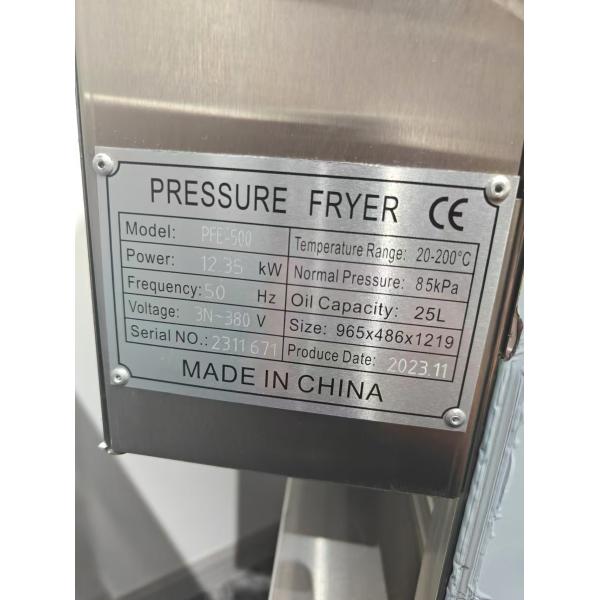 PRESSURE FRYER CE
Model: PFE-500
Temperature Range: 20-200°C
Power: 12.35 kW
Normal Pressure: 85kPa
Frequency: 50 Hz
Oil Capacity: 25L
Voltage: 3N~380 V
Size: 965x486x1219
Serial NO.: 2311671
Produce Date: 2023.11
MADE IN CHINA